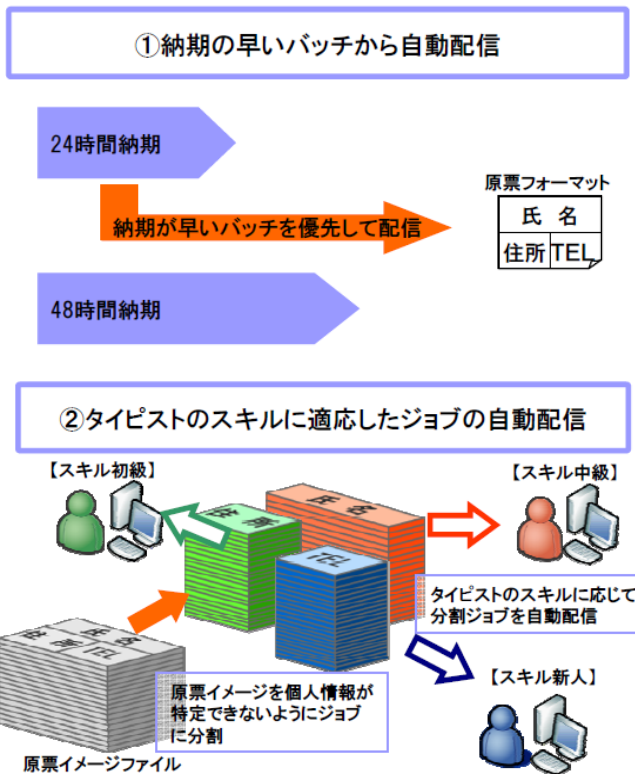 ①納期の早いバッチから自動配信
24時間納期
原票フォーマット
氏 名
住所 TEL
納期が早いバッチを優先して配信
48時間納期
②タイピストのスキルに適応したジョブの自動配信
【スキル初級】
【スキル中級】
氏 名
住 所
TEL
タイピストのスキルに応じて
分割ジョブを自動配信
氏 名
住 所
TEL
原票イメージを個人情報が
特定できないようにジョブ
に分割
【スキル新人】
原票イメージファイル